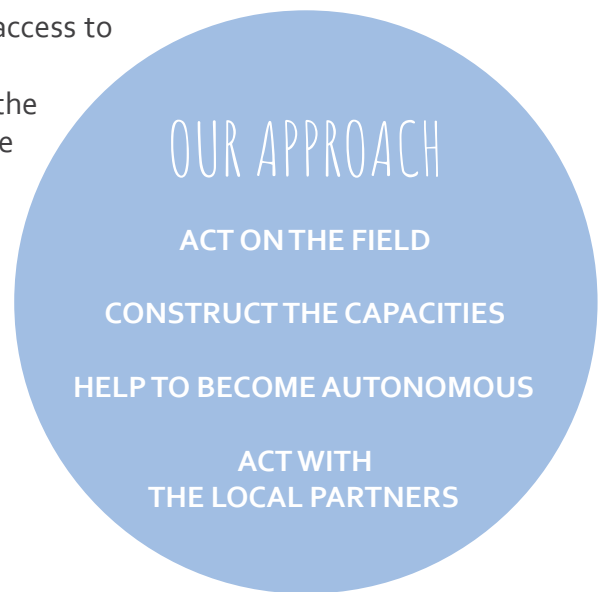 access to
the
e
OUR APPROACH
ACT ON THE FIELD
CONSTRUCT THE CAPACITIES
HELP TO BECOME AUTONOMOUS
ACT WITH
THE LOCAL PARTNERS